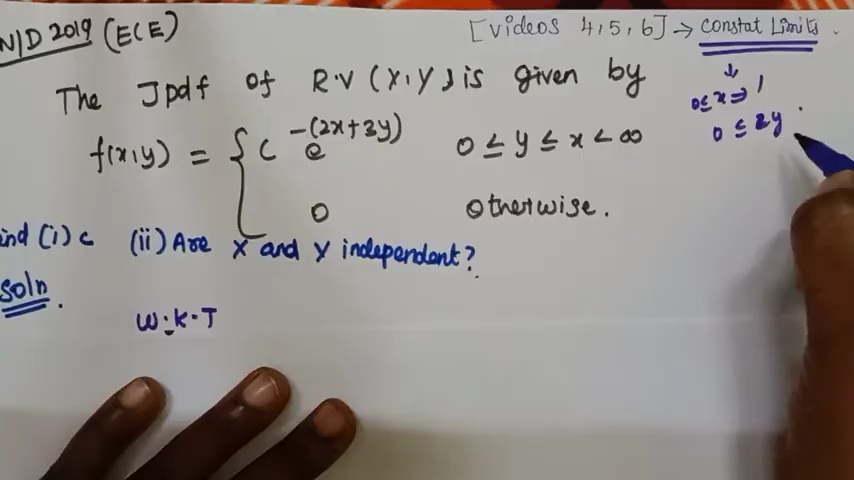 N/D 2019 (ECE)
[Videos 4, 5, 6] → Constat Limits.
↓
0 ≤ x ⇒ 1
0 ≤ 2y
The Jpdf of R.V (X,Y) is given by
f(x,y) = { C e^-(2x+3y) 0 ≤ y ≤ x < ∞
0 otherwise.
ind (i) c (ii) Are X and Y independent?
Soln.
W.K.T